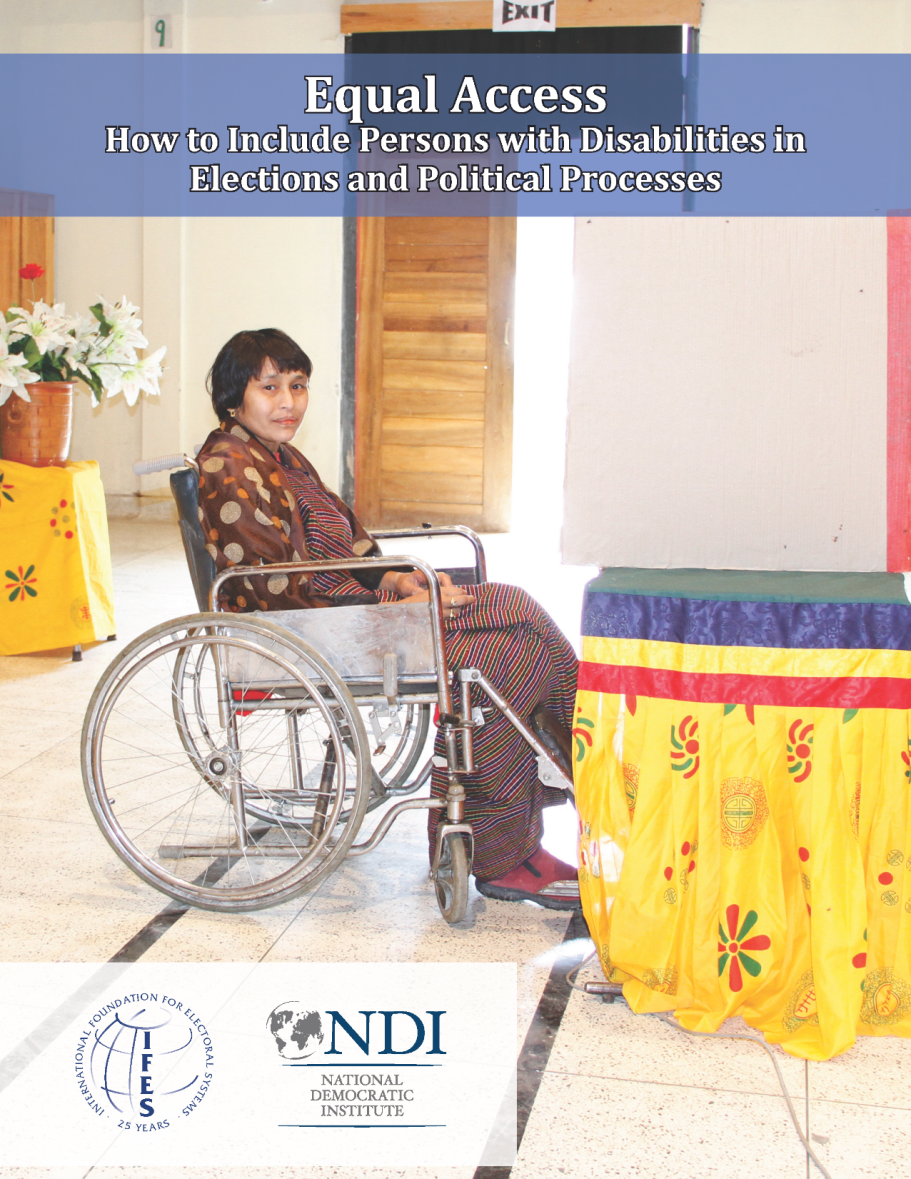 9
EXIT
Equal Access
How to Include Persons with Disabilities in
Elections and Political Processes
INTERNATIONAL FOUNDATION FOR ELECTORAL SYSTEMS
IFES
25 YEARS
NDI
NATIONAL
DEMOCRATIC
INSTITUTE